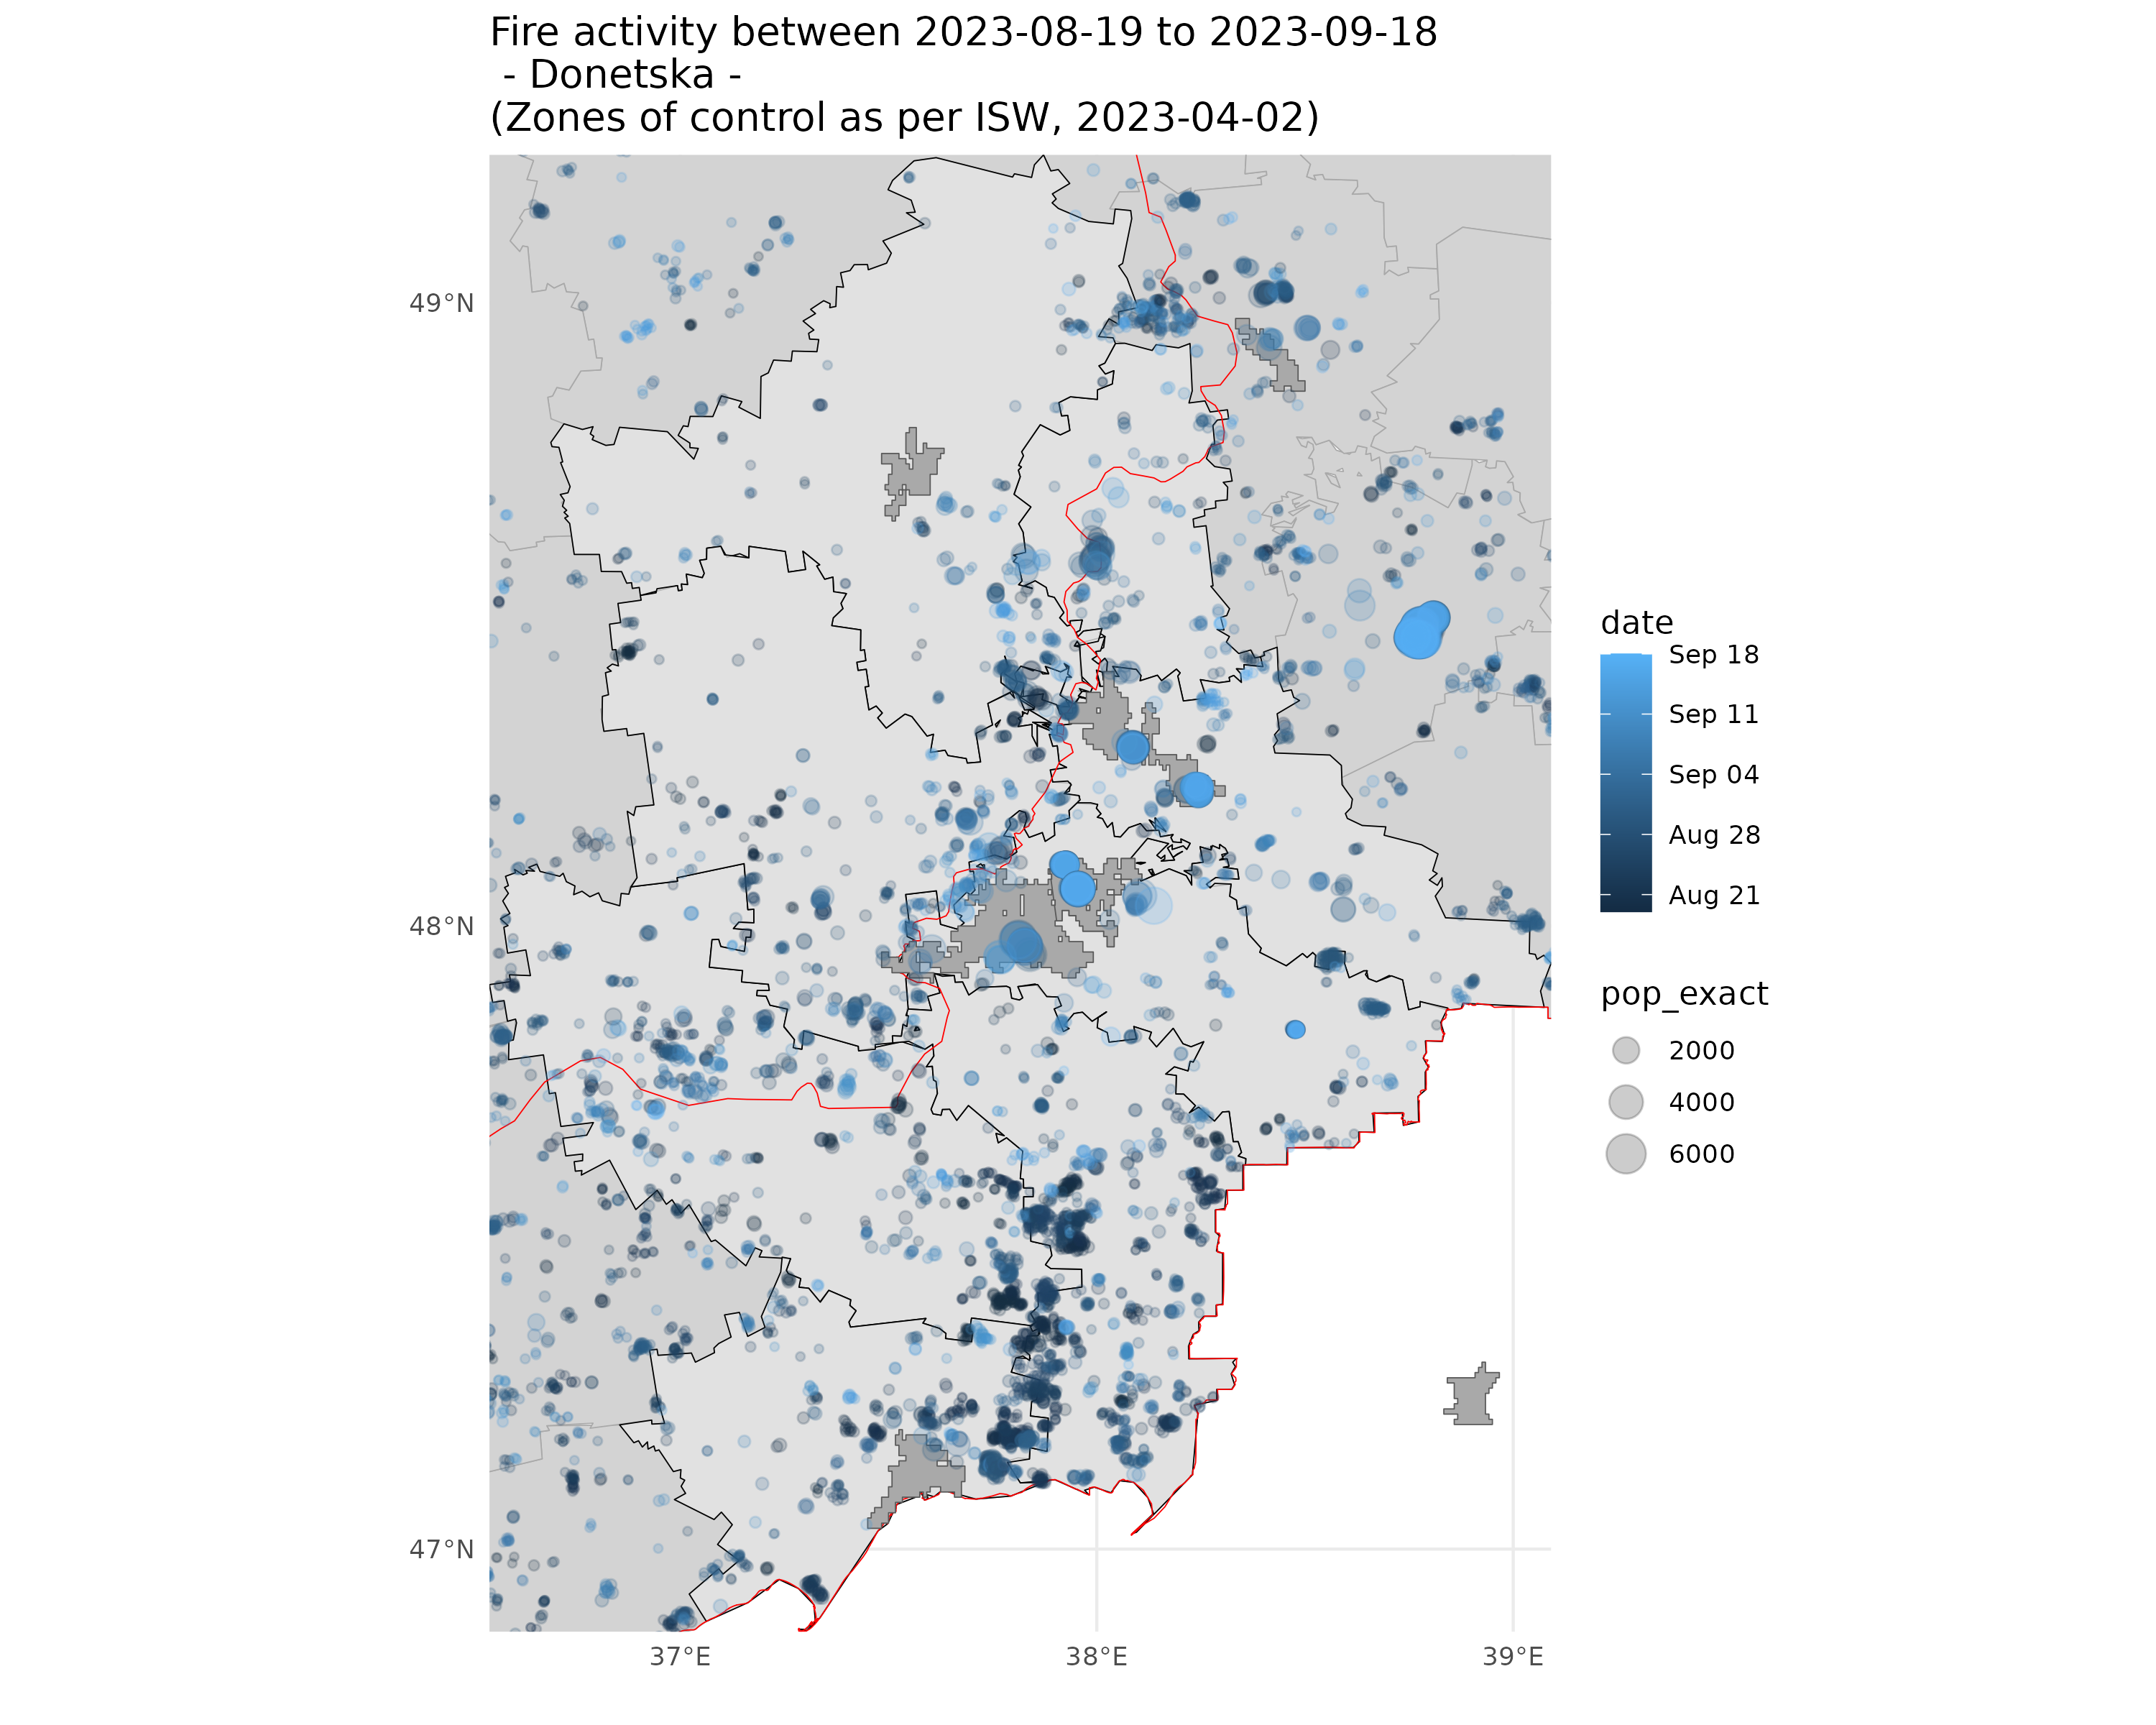 Fire activity between 2023-08-19 to 2023-09-18
- Donetska -
(Zones of control as per ISW, 2023-04-02)
49°N
48°N
47°N
37°E
38°E
39°E
date
Sep 18
Sep 11
Sep 04
Aug 28
Aug 21
pop_exact
2000
4000
6000